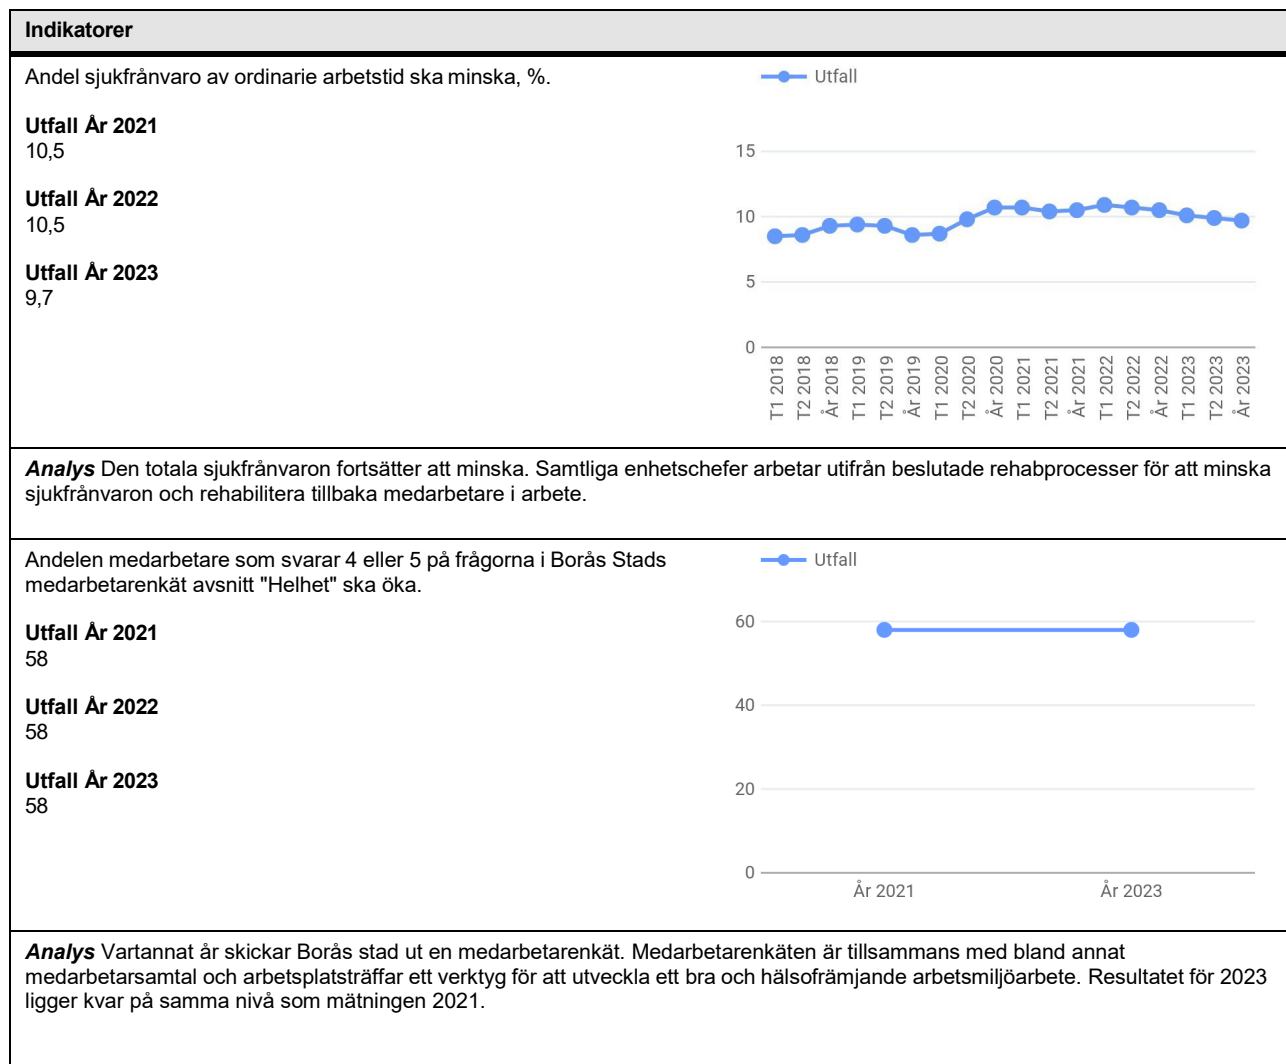 Indikatorer
Andel sjukfrånvaro av ordinarie arbetstid ska minska, %.
Utfall År 2021
10,5
Utfall År 2022
10,5
Utfall År 2023
9,7
Utfall
15
10
5
0
T1 2018
T2 2018
År 2018
T1 2019
T2 2019
År 2019
T1 2020
T2 2020
År 2020
T1 2021
T2 2021
År 2021
T1 2022
T2 2022
År 2022
T1 2023
T2 2023
År 2023
Analys Den totala sjukfrånvaron fortsätter att minska. Samtliga enhetschefer arbetar utifrån beslutade rehabprocesser för att minska
sjukfrånvaron och rehabilitera tillbaka medarbetare i arbete.
Andelen medarbetare som svarar 4 eller 5 på frågorna i Borås Stads
medarbetarenkät avsnitt "Helhet" ska öka.
Utfall År 2021
58
Utfall År 2022
58
Utfall År 2023
58
Utfall
60
40
20
0
År 2021
År 2023
Analys Vartannat år skickar Borås stad ut en medarbetarenkät. Medarbetarenkäten är tillsammans med bland annat
medarbetarsamtal och arbetsplatsträffar ett verktyg för att utveckla ett bra och hälsofrämjande arbetsmiljöarbete. Resultatet för 2023
ligger kvar på samma nivå som mätningen 2021.